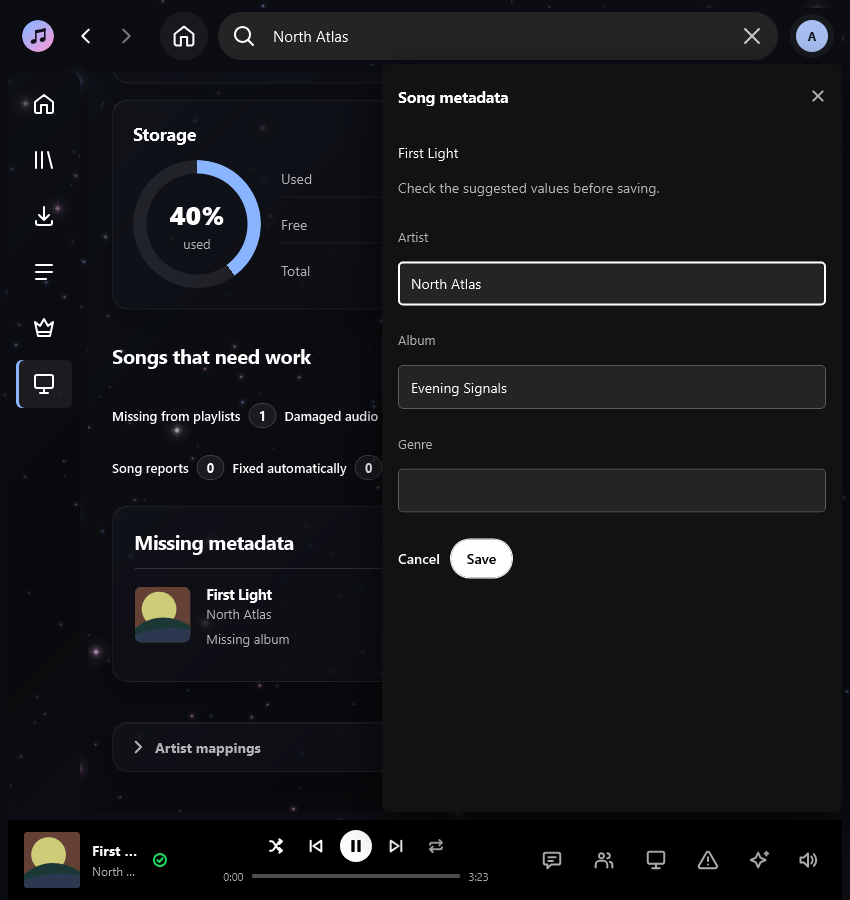 North Atlas
A
Storage
40%
used
Used
Free
Total
Songs that need work
Missing from playlists 1 Damaged audio
Song reports 0 Fixed automatically 0
Missing metadata
First Light
North Atlas
Missing album
Artist mappings
Song metadata
First Light
Check the suggested values before saving.
Artist
North Atlas
Album
Evening Signals
Genre
Cancel Save
First ...
North ...
0:00
3:23